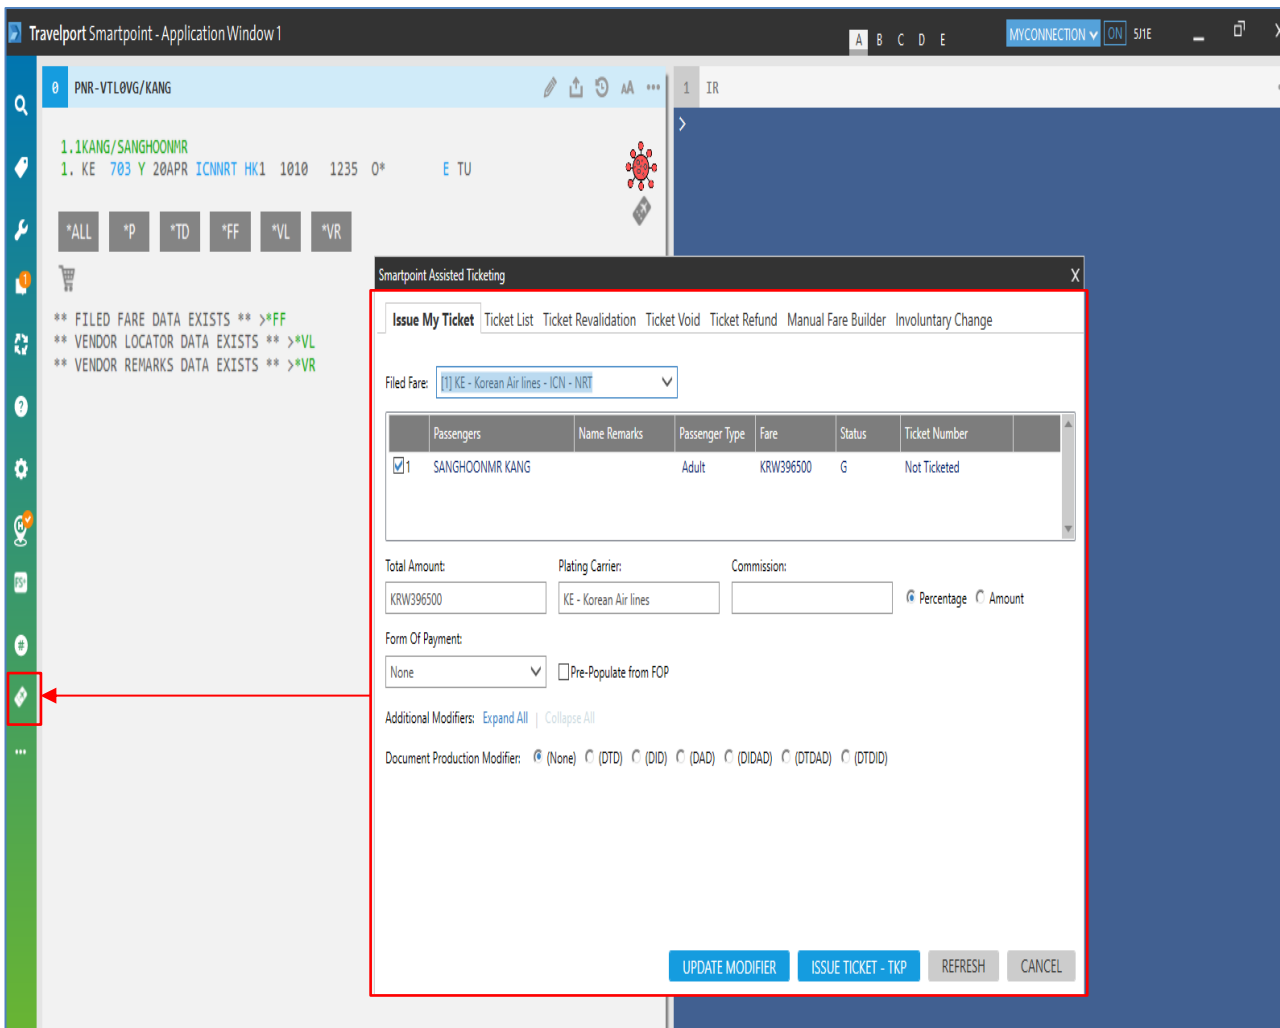 Travelport Smartpoint - Application Window 1
A B C D E
MYCONNECTION ON 5J1E
0 PNR-VTL0VG/KANG AA ...
1 IR
>
1.1KANG/SANGHOONMR
1. KE 703 Y 20APR ICNNRT HK1 1010 1235 O* E TU
*ALL *P *TD *FF *VL *VR
1
** FILED FARE DATA EXISTS ** >*FF
** VENDOR LOCATOR DATA EXISTS ** >*VL
** VENDOR REMARKS DATA EXISTS ** >*VR
?
H
FS+
#
...
Smartpoint Assisted Ticketing X
Issue My Ticket Ticket List Ticket Revalidation Ticket Void Ticket Refund Manual Fare Builder Involuntary Change
Filed Fare: [1] KE - Korean Air lines - ICN - NRT
Passengers Name Remarks Passenger Type Fare Status Ticket Number
1 SANGHOONMR KANG Adult KRW396500 G Not Ticketed
Total Amount: Plating Carrier: Commission:
KRW396500 KE - Korean Air lines Percentage Amount
Form Of Payment:
None Pre-Populate from FOP
Additional Modifiers: Expand All | Collapse All
Document Production Modifier: (None) (DTD) (DID) (DAD) (DIDAD) (DTDAD) (DTDID)
UPDATE MODIFIER ISSUE TICKET - TKP REFRESH CANCEL